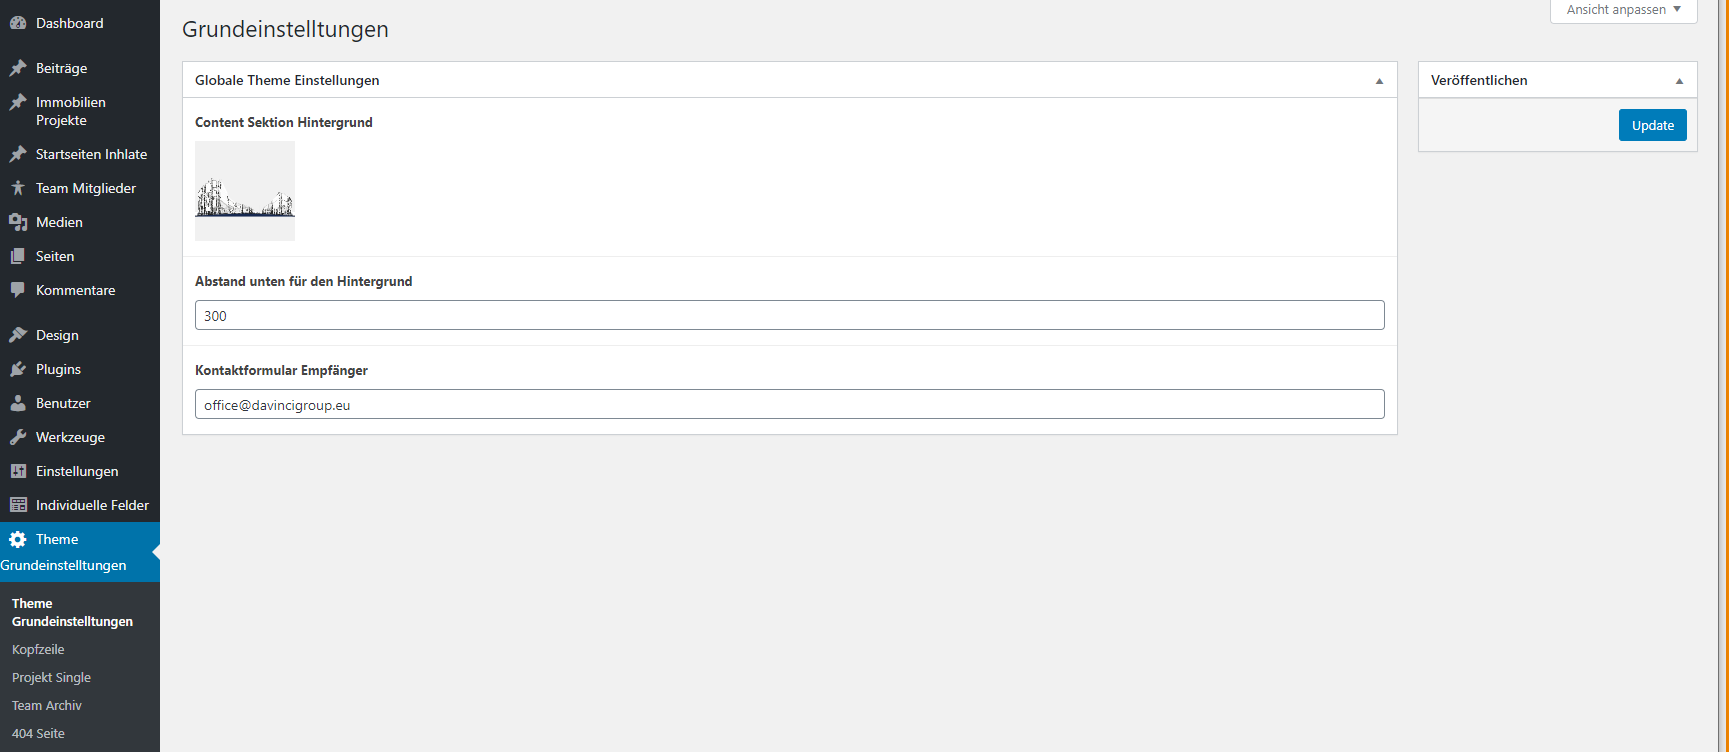 Dashboard
Beiträge
Immobilien
Projekte
Startseiten Inhlate
Team Mitglieder
Medien
Seiten
Kommentare
Design
Plugins
Benutzer
Werkzeuge
Einstellungen
Individuelle Felder
Theme
Grundeinstelltungen
Theme
Grundeinstelltungen
Kopfzeile
Projekt Single
Team Archiv
404 Seite
Ansicht anpassen
Grundeinstelltungen
Globale Theme Einstellungen
Content Sektion Hintergrund
Abstand unten für den Hintergrund
300
Kontaktformular Empfänger
office@davincigroup.eu
Veröffentlichen
Update